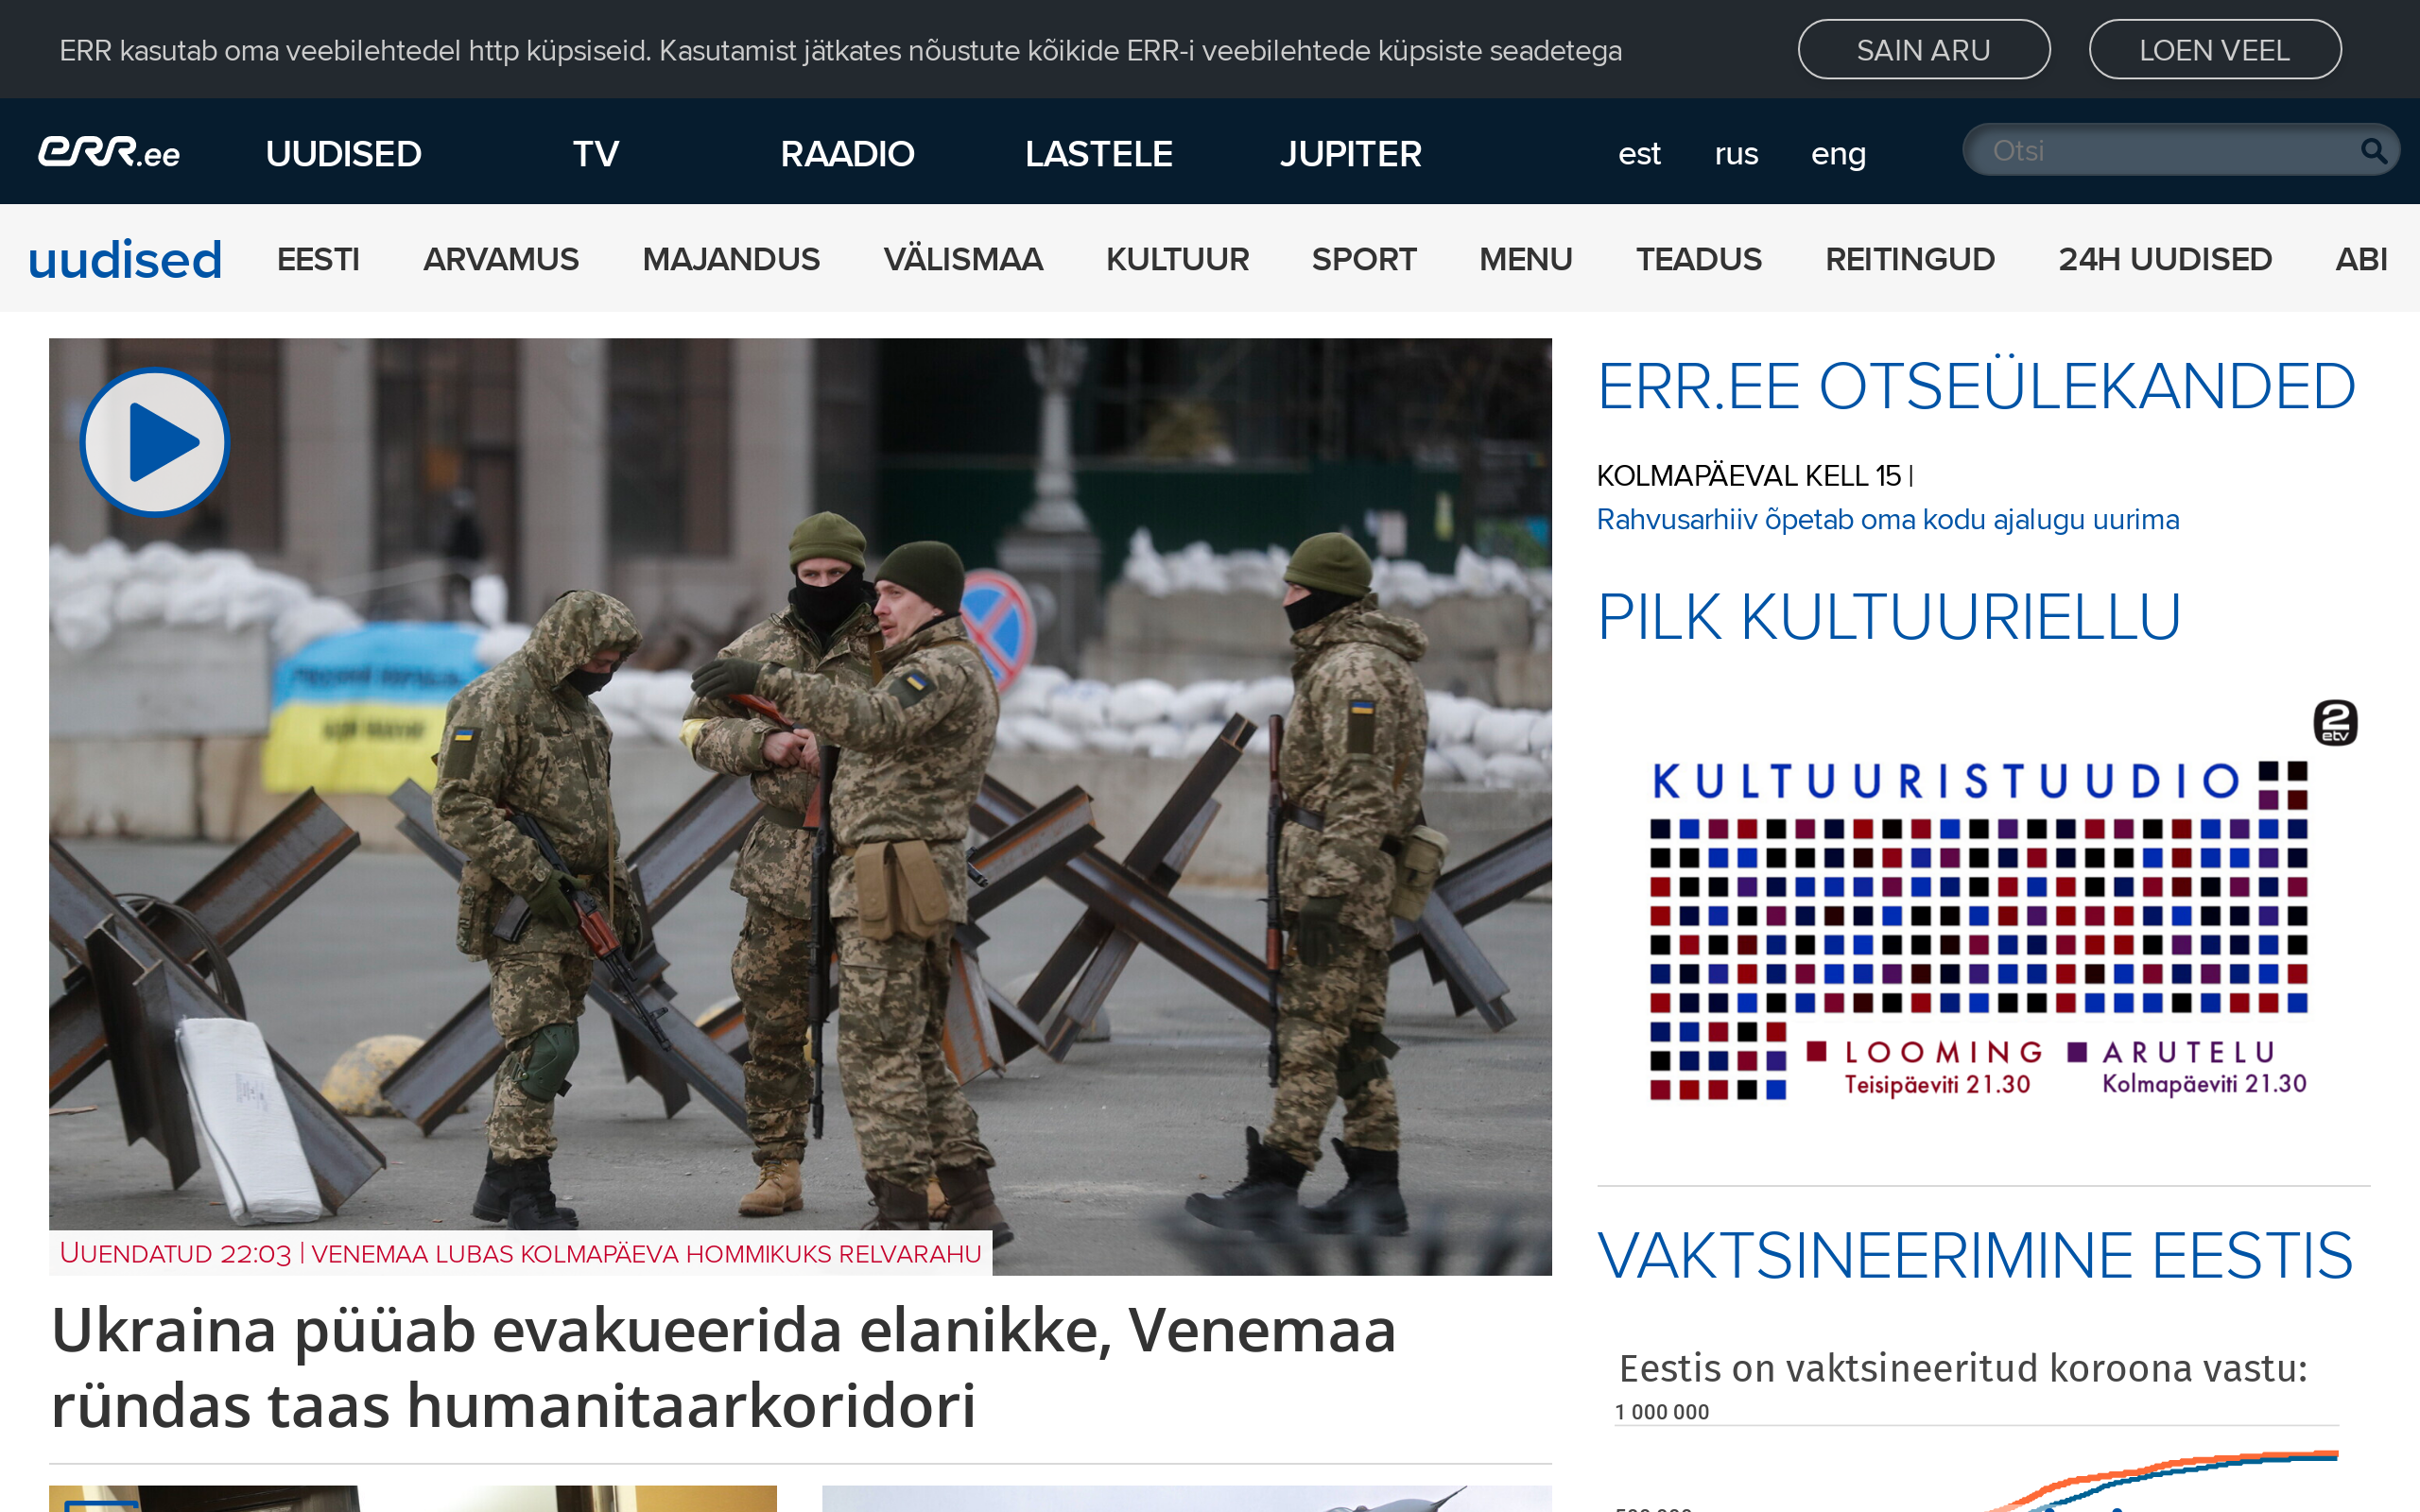 ERR kasutab oma veebilehtedel http küpsiseid. Kasutamist jätkates nõustute kõikide ERR-i veebilehtede küpsiste seadetega
SAIN ARU
LOEN VEEL
err.ee
UUDISED
TV
RAADIO
LASTELE
JUPITER
est
rus
eng
Otsi
uudised
EESTI
ARVAMUS
MAJANDUS
VÄLISMAA
KULTUUR
SPORT
MENU
TEADUS
REITINGUD
24H UUDISED
ABI
UUENDATUD 22:03 | VENEMAA LUBAS KOLMAPÄEVA HOMMIKUKS RELVARAHU
Ukraina püüab evakueerida elanikke, Venemaa
ründas taas humanitaarkoridori
ERR.EE OTSEÜLEKANDED
KOLMAPÄEVAL KELL 15 |
Rahvusarhiiv õpetab oma kodu ajalugu uurima
PILK KULTUURIELLU
2
etv
KULTUURISTUUDIO
LOOMING
Teisipäeviti 21.30
ARUTELU
Kolmapäeviti 21.30
VAKTSINEERIMINE EESTIS
Eestis on vaktsineeritud koroona vastu:
1 000 000